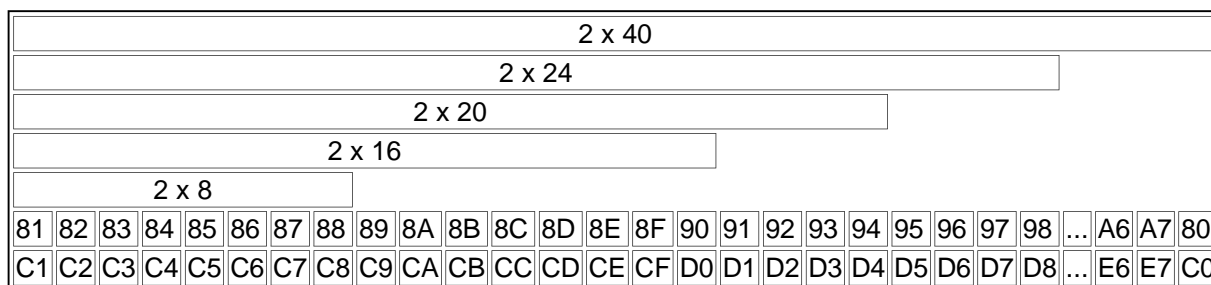 2 x 40
2 x 24
2 x 20
2 x 16
2 x 8
81 82 83 84 85 86 87 88 89 8A 8B 8C 8D 8E 8F 90 91 92 93 94 95 96 97 98 ... A6 A7 80
C1 C2 C3 C4 C5 C6 C7 C8 C9 CA CB CC CD CE CF D0 D1 D2 D3 D4 D5 D6 D7 D8 ... E6 E7 C0